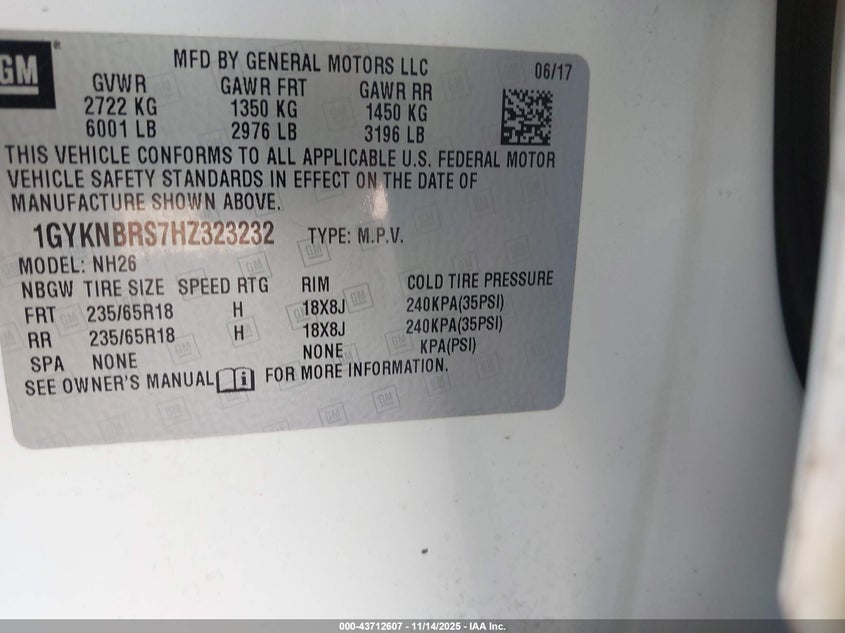 GM®
MFD BY GENERAL MOTORS LLC 06/17
GVWR GAWR FRT GAWR RR
2722 KG 1350 KG 1450 KG
6001 LB 2976 LB 3196 LB
THIS VEHICLE CONFORMS TO ALL APPLICABLE U.S. FEDERAL MOTOR
VEHICLE SAFETY STANDARDS IN EFFECT ON THE DATE OF
MANUFACTURE SHOWN ABOVE.
1GYKNBRS7HZ323232 TYPE: M.P.V.
MODEL: NH26
NBGW TIRE SIZE SPEED RTG RIM COLD TIRE PRESSURE
FRT 235/65R18 H 18X8J 240KPA(35PSI)
RR 235/65R18 H 18X8J 240KPA(35PSI)
SPA NONE NONE KPA(PSI)
SEE OWNER'S MANUAL FOR MORE INFORMATION.
000-43712607 - 11/14/2025 - IAA Inc.